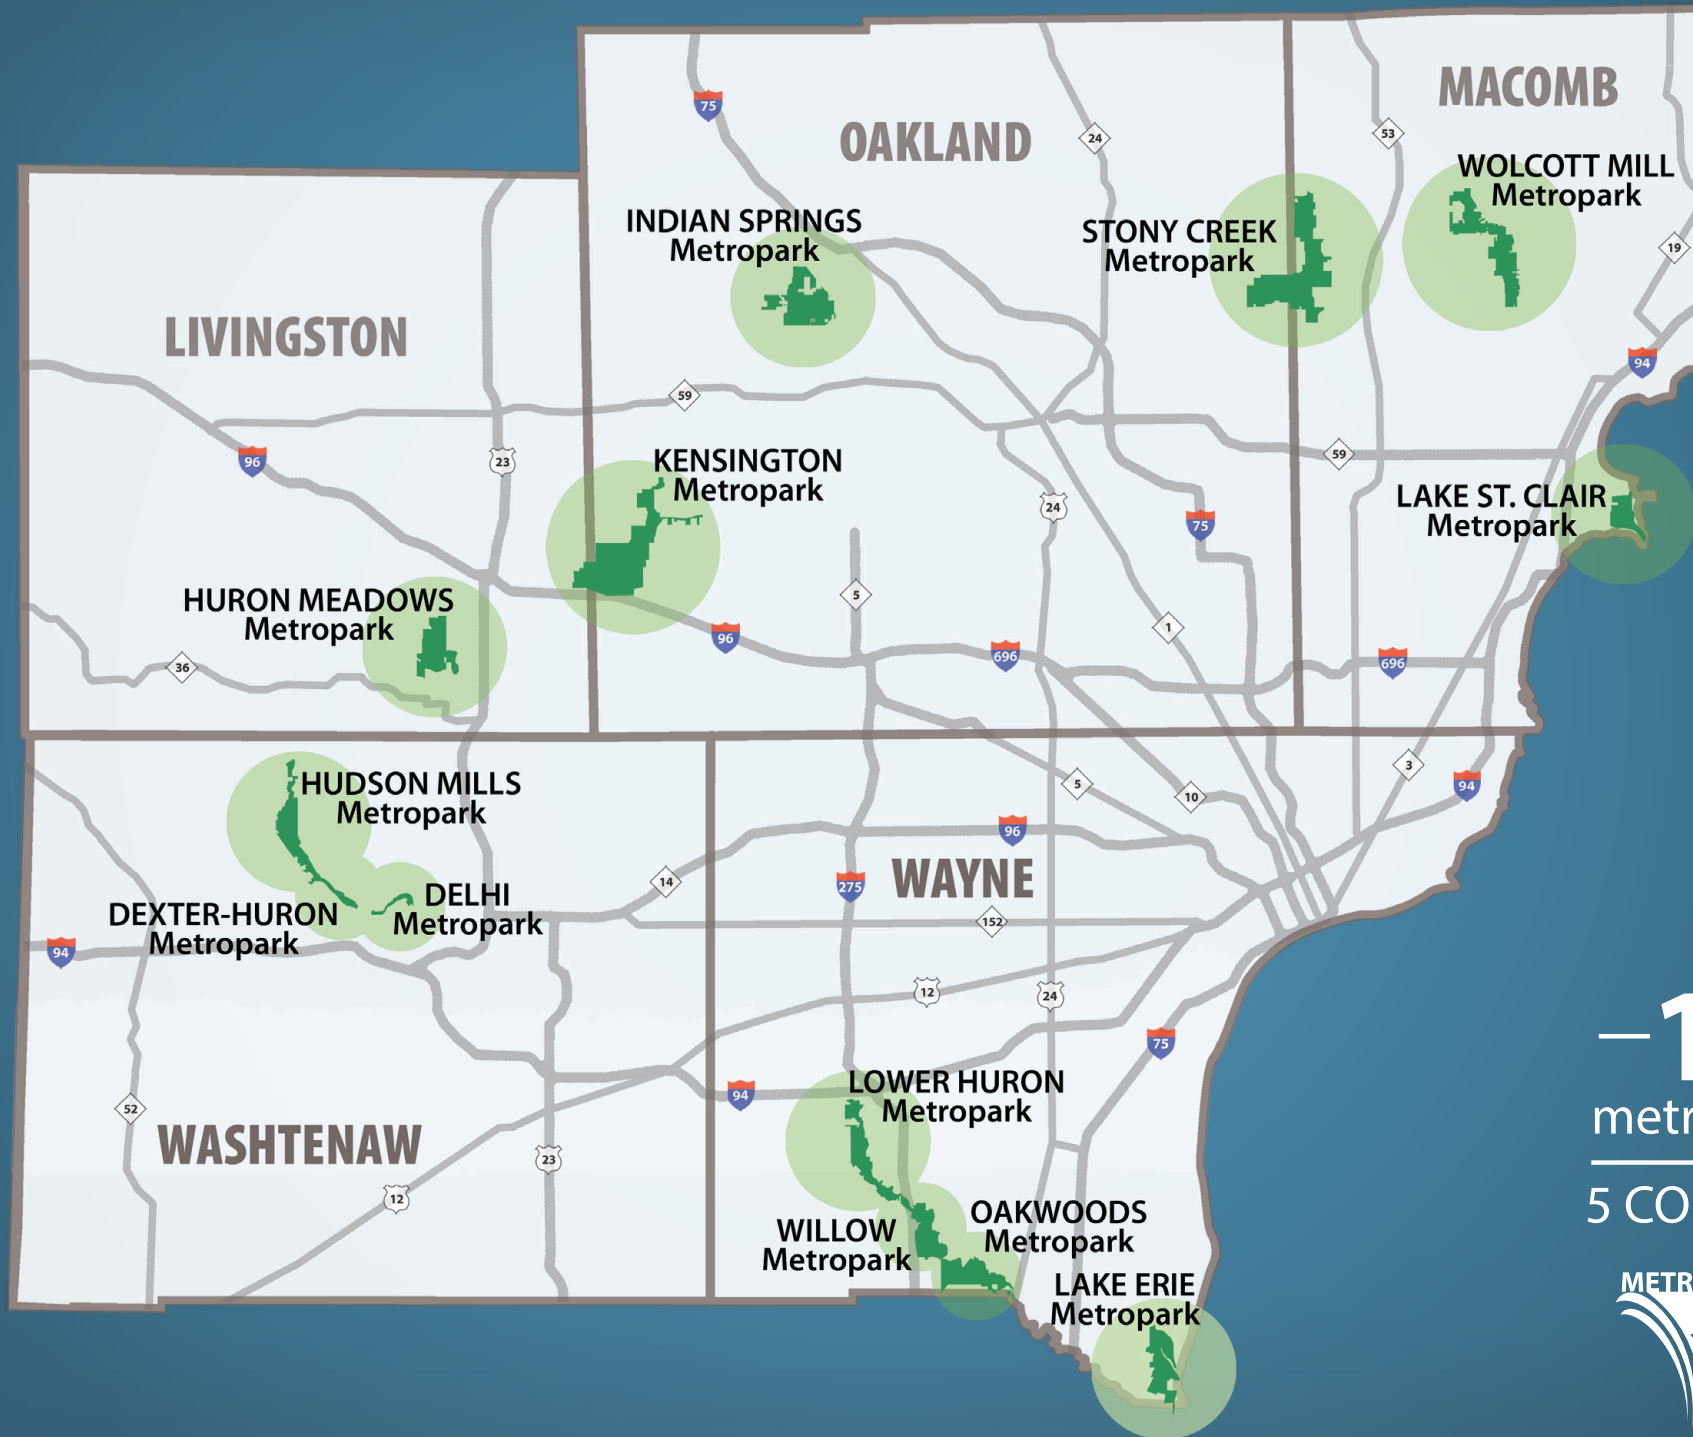 MACOMB
75
OAKLAND
24
53
WOLCOTT MILL
Metropark
INDIAN SPRINGS
Metropark
STONY CREEK
Metropark
19
LIVINGSTON
94
59
96
23
KENSINGTON
Metropark
59
24
75
LAKE ST. CLAIR
Metropark
HURON MEADOWS
Metropark
5
1
96
696
696
36
HUDSON MILLS
Metropark
5
10
3
94
96
WAYNE
14
275
DELHI
Metropark
DEXTER-HURON
Metropark
152
94
12
24
75
–1
LOWER HURON
Metropark
94
52
metr
WASHTENAW
23
12
5 CO
OAKWOODS
Metropark
WILLOW
Metropark
LAKE ERIE
Metropark
METR